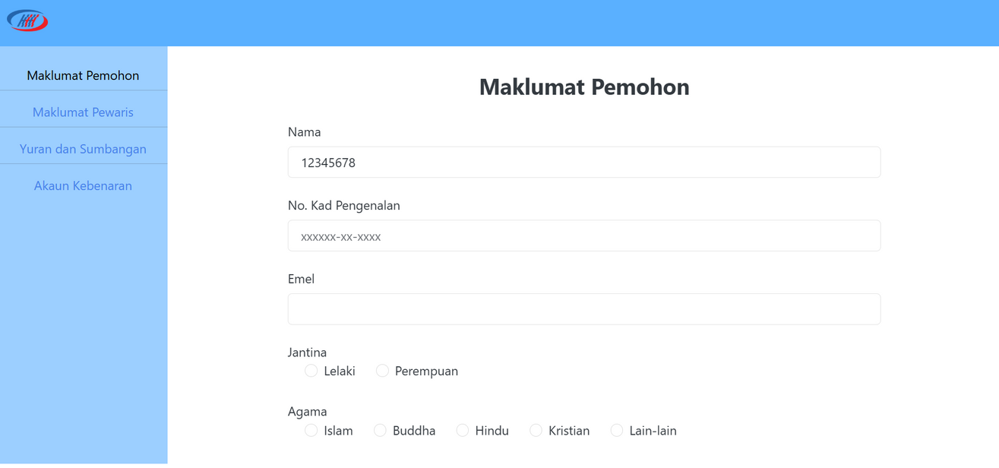 Maklumat Pemohon
Maklumat Pewaris
Yuran dan Sumbangan
Akaun Kebenaran
Maklumat Pemohon
Nama
12345678
No. Kad Pengenalan
xxxxxx-xx-xxxx
Emel
Jantina
Lelaki Perempuan
Agama
Islam Buddha Hindu Kristian Lain-lain